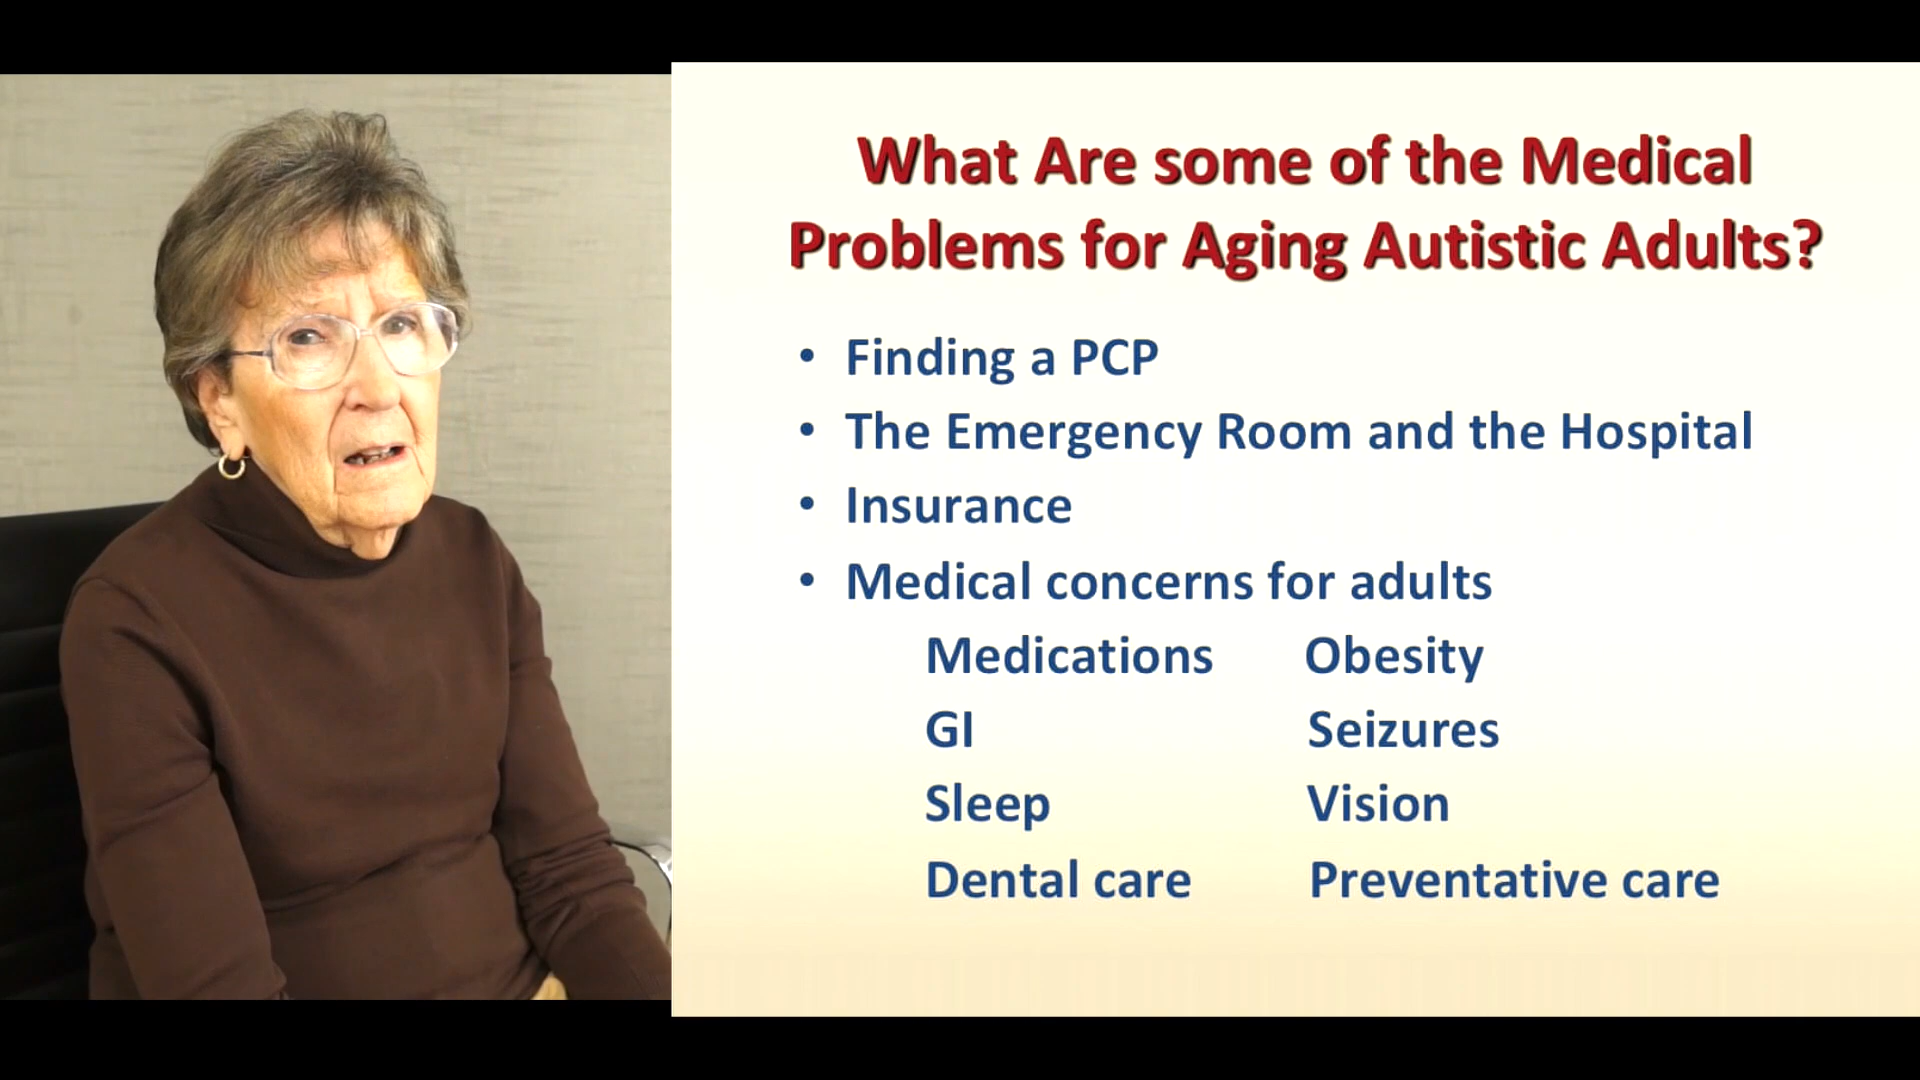 What Are some of the Medical
Problems for Aging Autistic Adults?
• Finding a PCP
• The Emergency Room and the Hospital
• Insurance
• Medical concerns for adults
Medications Obesity
GI Seizures
Sleep Vision
Dental care Preventative care